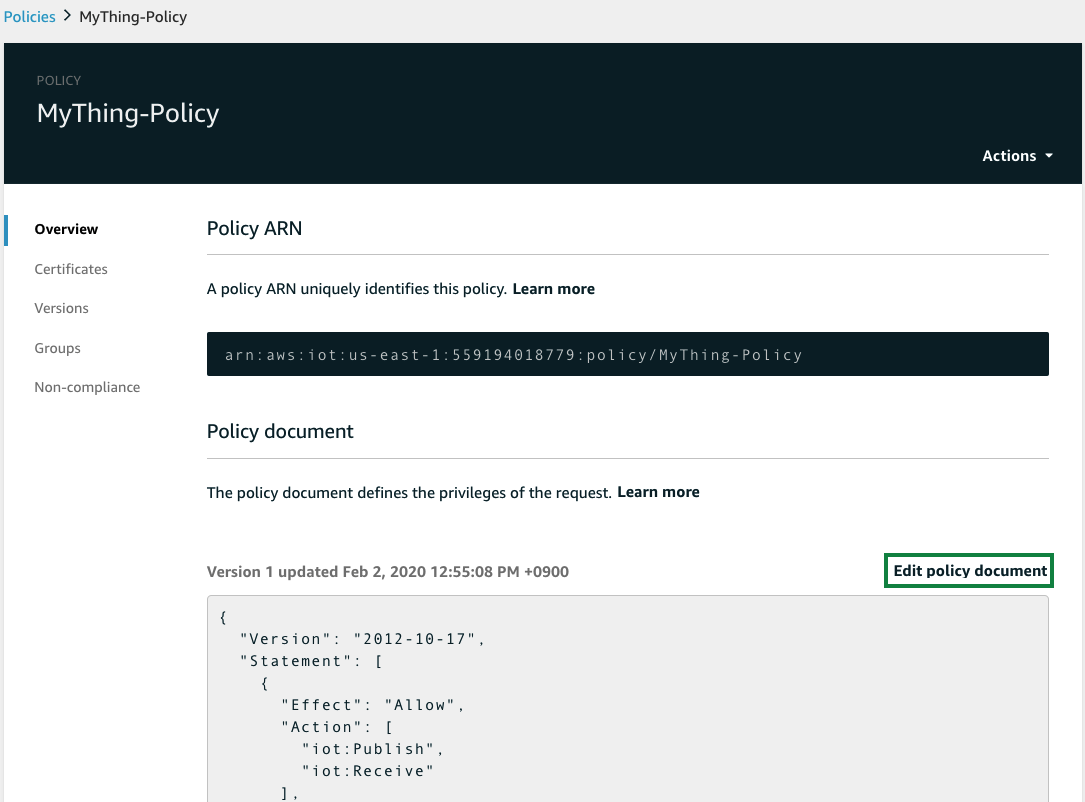 Policies > MyThing-Policy
POLICY
MyThing-Policy
Actions
Overview
Certificates
Versions
Groups
Non-compliance
Policy ARN
A policy ARN uniquely identifies this policy. Learn more
arn:aws:iot:us-east-1:559194018779:policy/MyThing-Policy
Policy document
The policy document defines the privileges of the request. Learn more
Version 1 updated Feb 2, 2020 12:55:08 PM +0900
Edit policy document
{
  "Version": "2012-10-17",
  "Statement": [
    {
      "Effect": "Allow",
      "Action": [
        "iot:Publish",
        "iot:Receive"
      ],